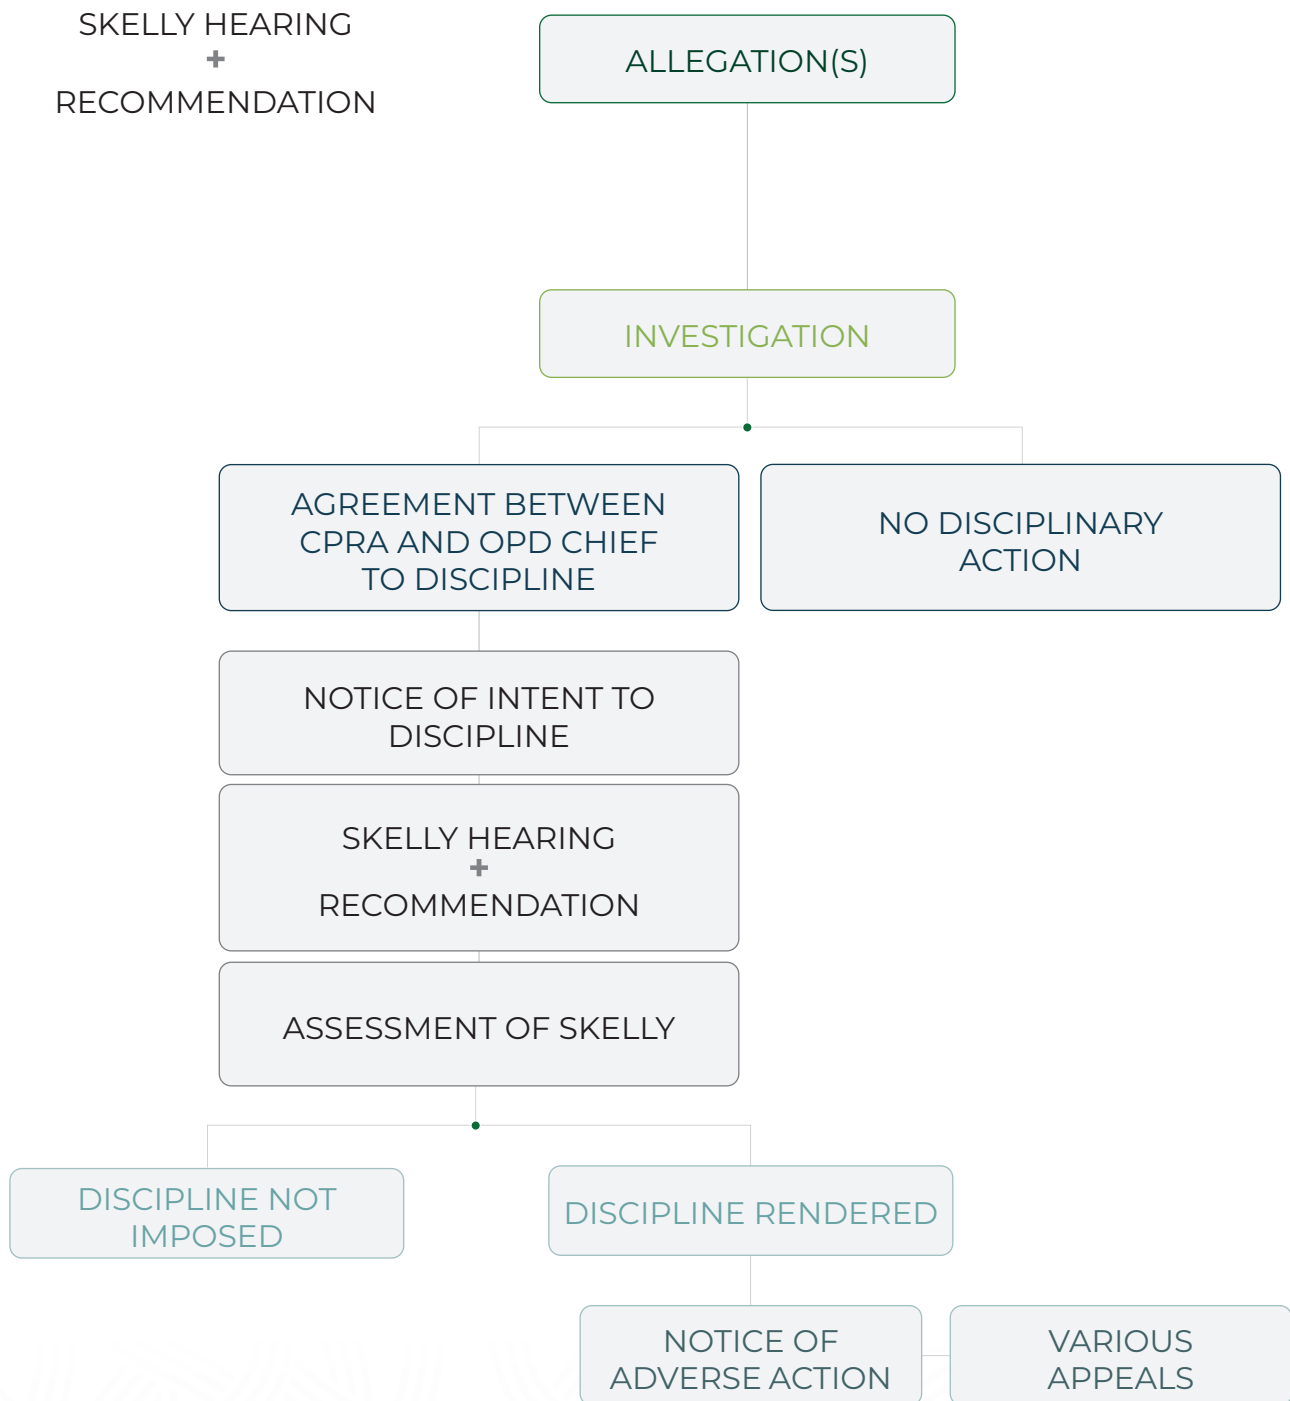 SKELLY HEARING
+
RECOMMENDATION
ALLEGATION(S)
INVESTIGATION
AGREEMENT BETWEEN
CPRA AND OPD CHIEF
TO DISCIPLINE
NO DISCIPLINARY
ACTION
NOTICE OF INTENT TO
DISCIPLINE
SKELLY HEARING
+
RECOMMENDATION
ASSESSMENT OF SKELLY
DISCIPLINE NOT
IMPOSED
DISCIPLINE RENDERED
NOTICE OF
ADVERSE ACTION
VARIOUS
APPEALS